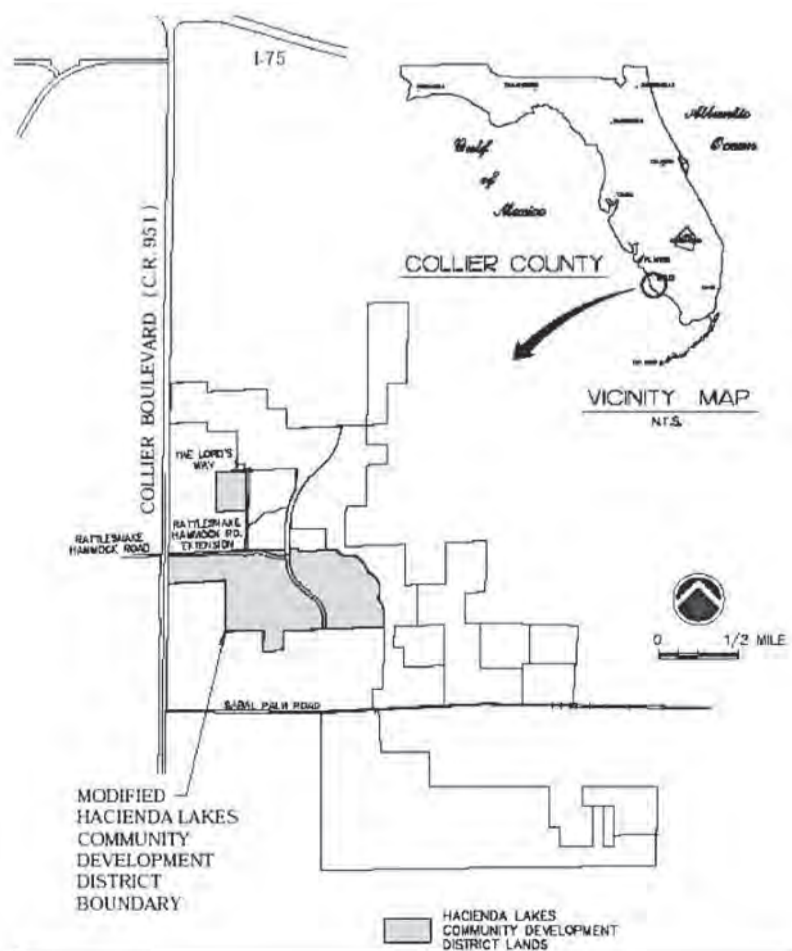 I-75
Atlantic
Ocean
Gulf
of
Mexico
COLLIER COUNTY
VICINITY MAP
N.T.S.
COLLIER BOULEVARD (C.R. 951)
THE LORD'S
WAY
RATTLESNAKE
HAMMOCK RD.
EXTENSION
RATTLESNAKE
HAMMOCK ROAD
0 1/2 MILE
SABAL PALM ROAD
MODIFIED
HACIENDA LAKES
COMMUNITY
DEVELOPMENT
DISTRICT
BOUNDARY
HACIENDA LAKES
COMMUNITY DEVELOPMENT
DISTRICT LANDS